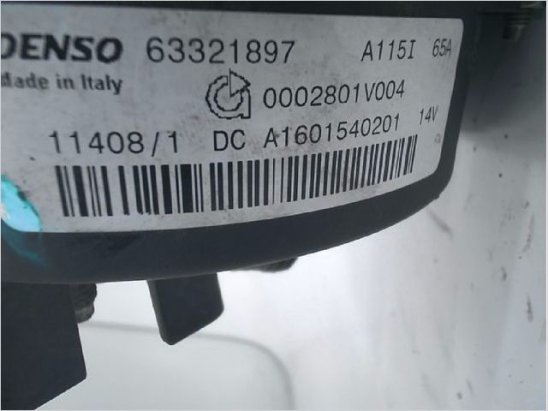 DENSO 63321897 A115I 65A
Made in Italy 0002801V004
11408/1 DC A1601540201 14V